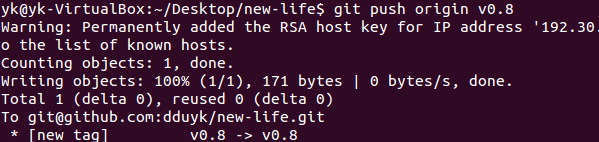 yk@yk-VirtualBox:~/Desktop/new-life$ git push origin v0.8
Warning: Permanently added the RSA host key for IP address '192.30.
o the list of known hosts.
Counting objects: 1, done.
Writing objects: 100% (1/1), 171 bytes | 0 bytes/s, done.
Total 1 (delta 0), reused 0 (delta 0)
To git@github.com:dduyk/new-life.git
 * [new tag]         v0.8 -> v0.8